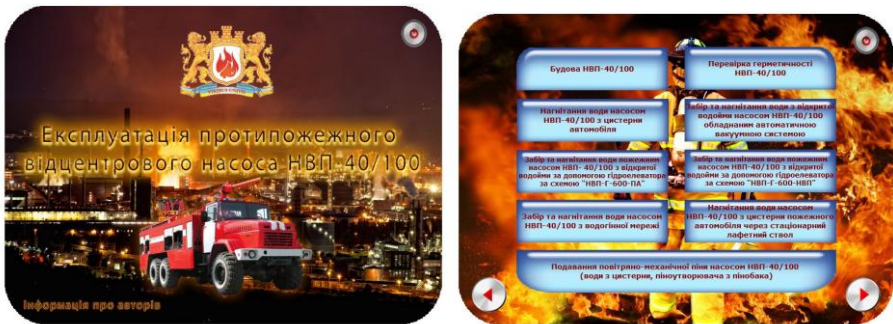 Експлуатація протипожежного
відцентрового насоса НВП-40/100
Інформація про авторів
Будова НВП-40/100
Перевірка герметичності
НВП-40/100
Нагнітання води насосом
НВП-40/100 з цистерни
автомобіля
Забір та нагнітання води з відкритої
водойми насосом НВП-40/100
обладнаним автоматичною
вакуумною системою
Забір та нагнітання води пожежним
насосом НВП- 40/100 з відкритої
водойми за допомогою гідроелеватора
за схемою "НВП-Г-600-ПА"
Забір та нагнітання води пожежним
насосом НВП-40/100 з відкритої
водойми за допомогою гідроелеватора
за схемою "НВП-Г-600-НВП"
Забір та нагнітання води насосом
НВП-40/100 з водогінної мережі
Нагнітання води насосом
НВП-40/100 з цистерни пожежного
автомобіля через стаціонарний
лафетний ствол
Подавання повітряно-механічної піни насосом НВП-40/100
(води з цистерни, піноутворювача з пінобака)